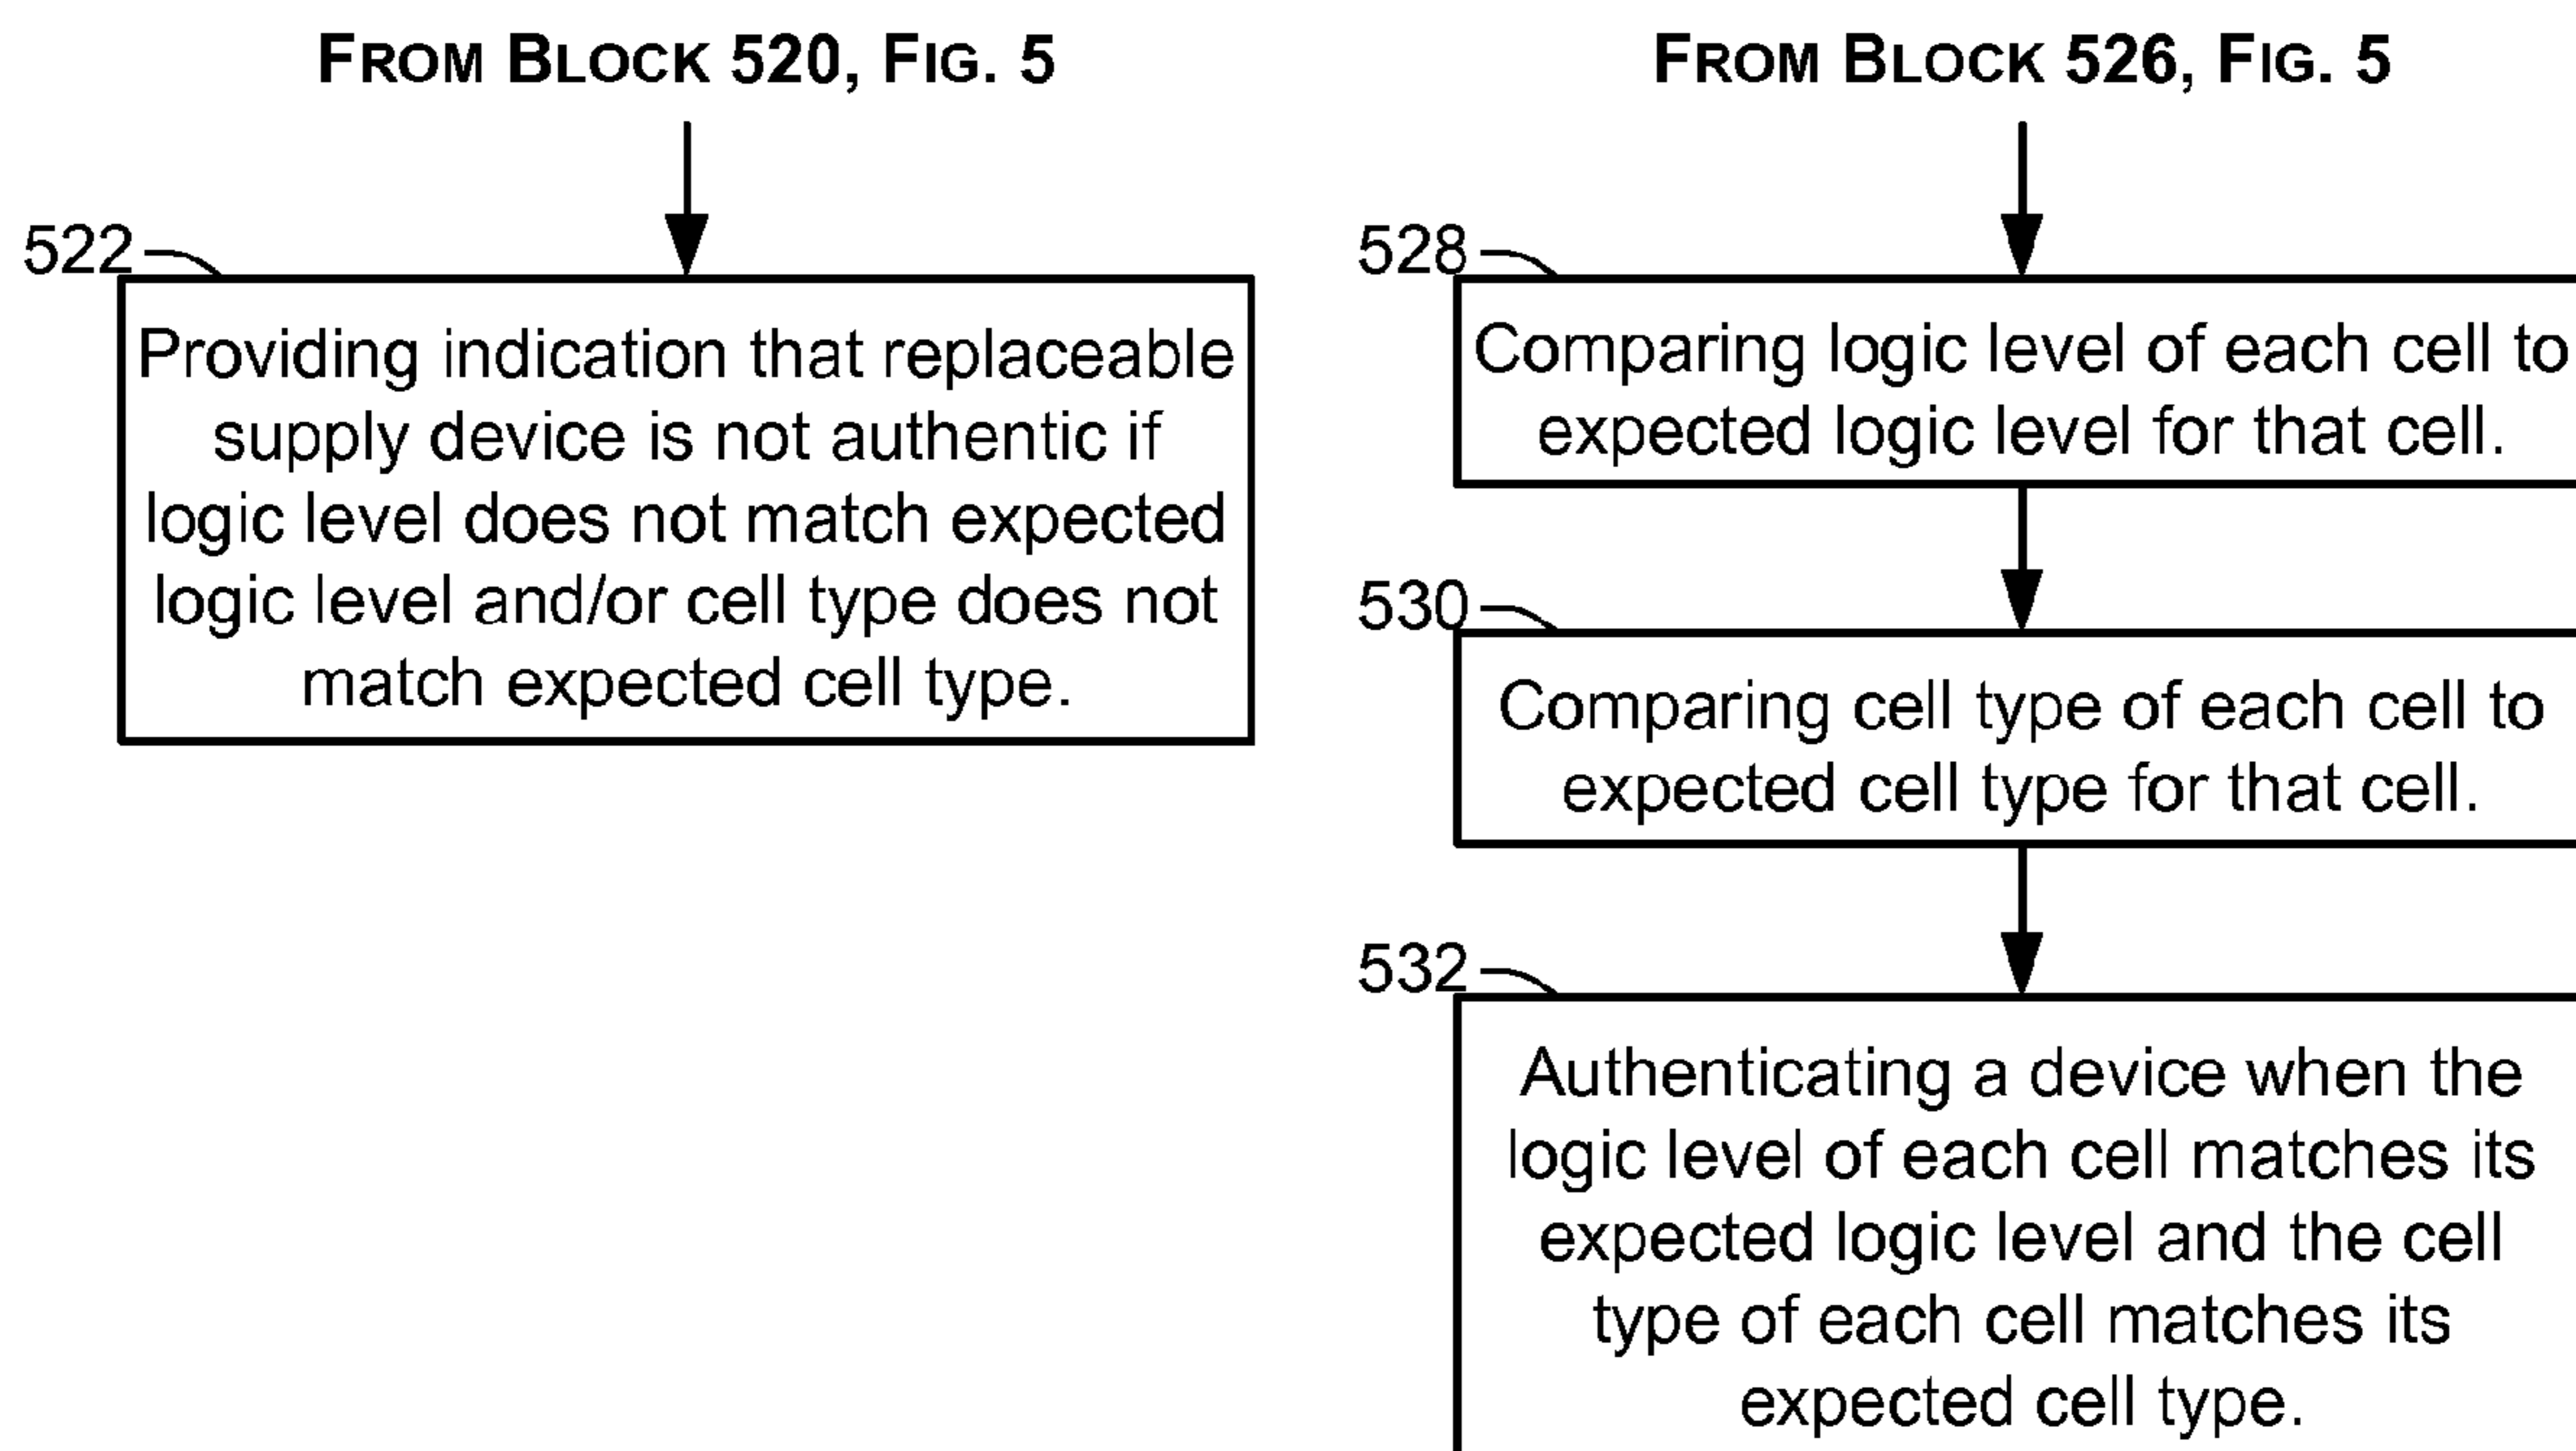 FROM BLOCK 520, FIG. 5
522
Providing indication that replaceable
supply device is not authentic if
logic level does not match expected
logic level and/or cell type does not
match expected cell type.
FROM BLOCK 526, FIG. 5
528
Comparing logic level of each cell to
expected logic level for that cell.
530
Comparing cell type of each cell to
expected cell type for that cell.
532
Authenticating a device when the
logic level of each cell matches its
expected logic level and the cell
type of each cell matches its
expected cell type.